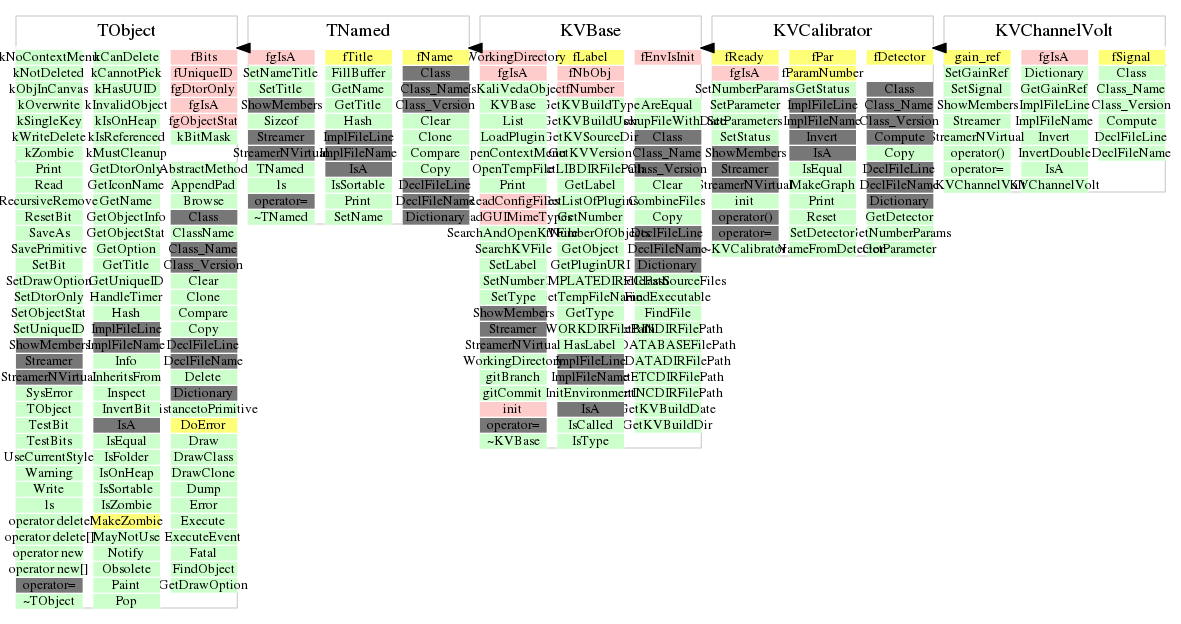 TObject
kCanDelete
fBits
kNotDeleted
kCannotPick
fUniqueID
kObjInCanvas
kHasUUID
fgDtorOnly
kOverwrite
kInvalidObject
fgIsA
kSingleKey
kIsOnHeap
fgObjectStat
kWriteDelete
kIsReferenced
kBitMask
kZombie
kMustCleanup
Print
GetDtorOnly
AbstractMethod
Read
GetIconName
AppendPad
RecursiveRemove
GetName
Browse
ResetBit
GetObjectInfo
Class
SaveAs
GetObjectStat
ClassName
SavePrimitive
GetOption
Class_Name
SetBit
GetTitle
Class_Version
SetDrawOption
GetUniqueID
Clear
SetDtorOnly
HandleTimer
Clone
SetObjectStat
Hash
Compare
SetUniqueID
ImplFileLine
Copy
ShowMembers
ImplFileName
DeclFileLine
Streamer
Info
DeclFileName
StreamerNVirtual
InheritsFrom
Delete
SysError
Inspect
Dictionary
TObject
InvertBit
TestBit
IsA
DoError
TestBits
IsEqual
Draw
UseCurrentStyle
IsFolder
DrawClass
Warning
IsOnHeap
DrawClone
Write
IsSortable
Dump
ls
IsZombie
Error
operator delete
MakeZombie
Execute
operator delete[]
MayNotUse
ExecuteEvent
operator new
Notify
Fatal
operator new[]
Obsolete
FindObject
operator=
Paint
GetDrawOption
~TObject
Pop
TNamed
fgIsA
fTitle
fName
SetNameTitle
FillBuffer
Class
SetTitle
GetName
Class_Name
ShowMembers
GetTitle
Class_Version
Sizeof
Hash
Clear
Streamer
ImplFileLine
Clone
StreamerNVirtual
ImplFileName
Compare
TNamed
IsA
Copy
ls
IsSortable
DeclFileLine
operator=
Print
DeclFileName
~TNamed
SetName
Dictionary
KVBase
WorkingDirectory
fLabel
fEnvIsInit
fgIsA
fNbObj
IsKaliVedaObject
fNumber
KVBase
GetKVBuildType
AreEqual
List
GetKVBuildUser
LoadPlugin
GetKVSourceDir
Class
OpenContextMenu
GetKVVersion
Class_Name
OpenTempFile
GetLIBDIRFilePath
Class_Version
Print
GetLabel
Clear
ReadConfigFiles
GetListOfPlugins
CombineFiles
ReadGUIMimeTypes
GetNumber
Copy
SearchAndOpenKVFile
GetNumberOfObjects
DeclFileLine
SearchKVFile
GetObject
DeclFileName
SetLabel
GetPluginURI
Dictionary
SetNumber
SetType
GetTempFileName
FindExecutable
ShowMembers
GetType
FindFile
Streamer
GetWORKDIRFilePath
StreamerNVirtual
HasLabel
GetDATABASEFilePath
WorkingDirectory
ImplFileLine
GetDATADIRFilePath
gitBranch
ImplFileName
GetETCDIRFilePath
gitCommit
InitEnvironment
GetINCDIRFilePath
init
IsA
GetKVBuildDate
operator=
IsCalled
GetKVBuildDir
~KVBase
IsType
KVCalibrator
fReady
fPar
fDetector
fgIsA
fParamNumber
SetNumberParams
GetStatus
Class
SetParameter
ImplFileLine
Class_Name
SetParameters
ImplFileName
Class_Version
SetStatus
Invert
Compute
ShowMembers
IsA
Copy
Streamer
IsEqual
DeclFileLine
StreamerNVirtual
MakeGraph
DeclFileName
init
Print
Dictionary
operator()
Reset
GetDetector
operator=
SetDetector
GetNumberParams
~KVCalibrator
GetParameter
KVChannelVolt
gain_ref
fgIsA
fSignal
SetGainRef
Dictionary
Class
SetSignal
GetGainRef
Class_Name
ShowMembers
ImplFileLine
Class_Version
Streamer
ImplFileName
Compute
StreamerNVirtual
Invert
DeclFileLine
operator()
InvertDouble
DeclFileName
operator=
IsA
~KVChannelVolt
KVChannelVolt